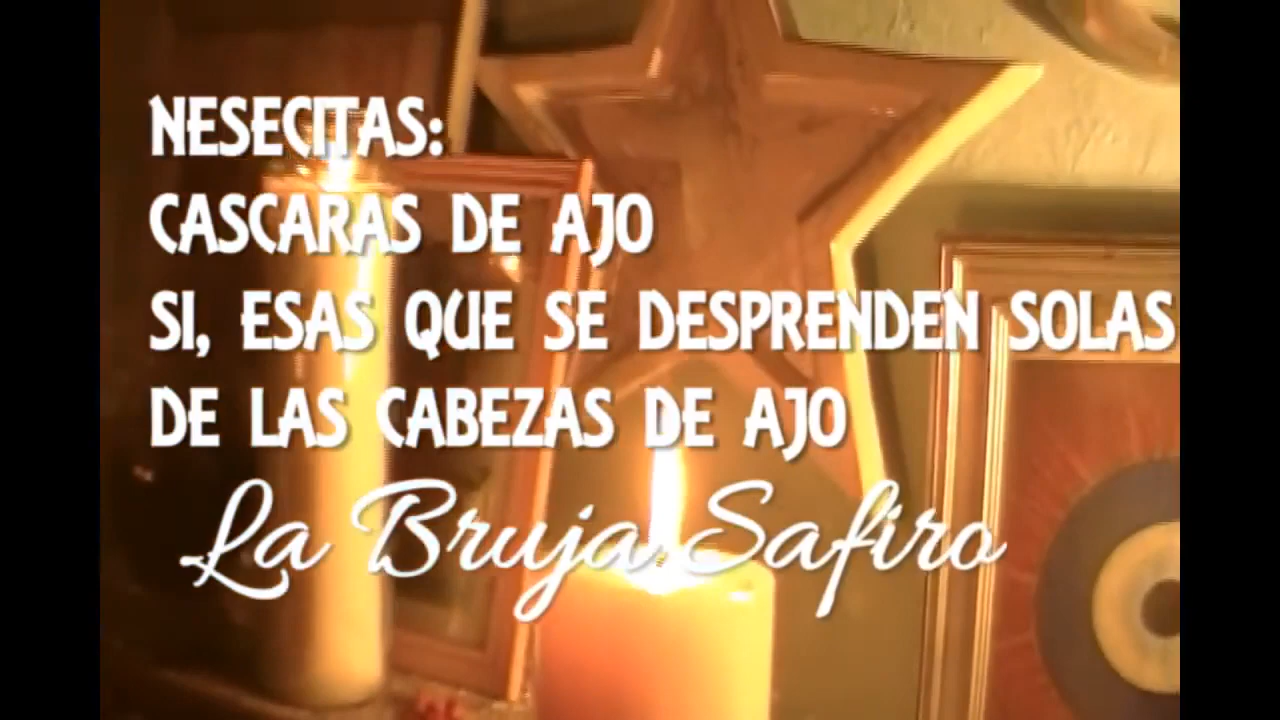 NESECITAS:
CASCARAS DE AJO
SI, ESAS QUE SE DESPRENDEN SOLAS
DE LAS CABEZAS DE AJO
La Bruja Safiro